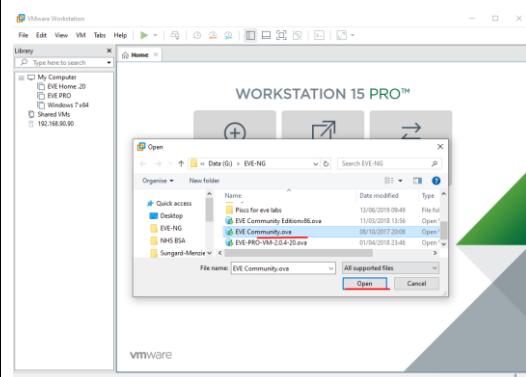 VMware Workstation
File Edit View VM Tabs Help
Library
Type here to search
Home
My Computer
EVE Home .20
EVE PRO
Windows 7 x64
Shared VMs
192.168.90.90
WORKSTATION 15 PRO™
Open
« Data (G:) > EVE-NG
Search EVE-NG
Organise
New folder
Name Date modified Type
Quick access
Desktop
EVE-NG
NHS BSA
Sungard-Menzie
Piscs for eve labs 13/06/2019 09:49 File fol
EVE Community Editionx86.ova 11/03/2018 13:56 Open
EVE Community.ova 08/10/2017 20:08 Open
EVE-PRO-VM-2.0.4-20.ova 01/04/2018 23:46 Open
File name: EVE Community.ova All supported files
Open Cancel
vmware